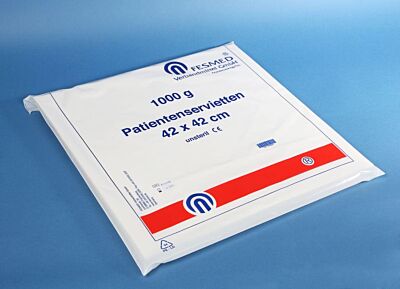 FESMED
Verbandmittel GmbH
1000 g
Patientenservietten
42 x 42 cm
unsteril CE